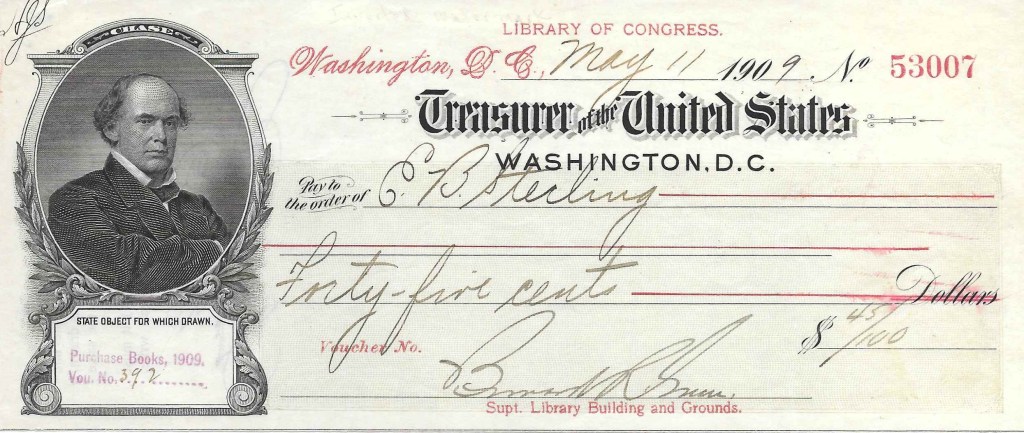 CHASE
LIBRARY OF CONGRESS.
Washington, D. C., May 11 1909. No 53007
Treasurer of the United States
WASHINGTON, D.C.
Pay to
the order of E. B. Sterling
Forty-five cents Dollars
$ 45/100
STATE OBJECT FOR WHICH DRAWN.
Purchase Books, 1909.
Vou. No. 392
Voucher No.
Bernard R. Green
Supt. Library Building and Grounds.